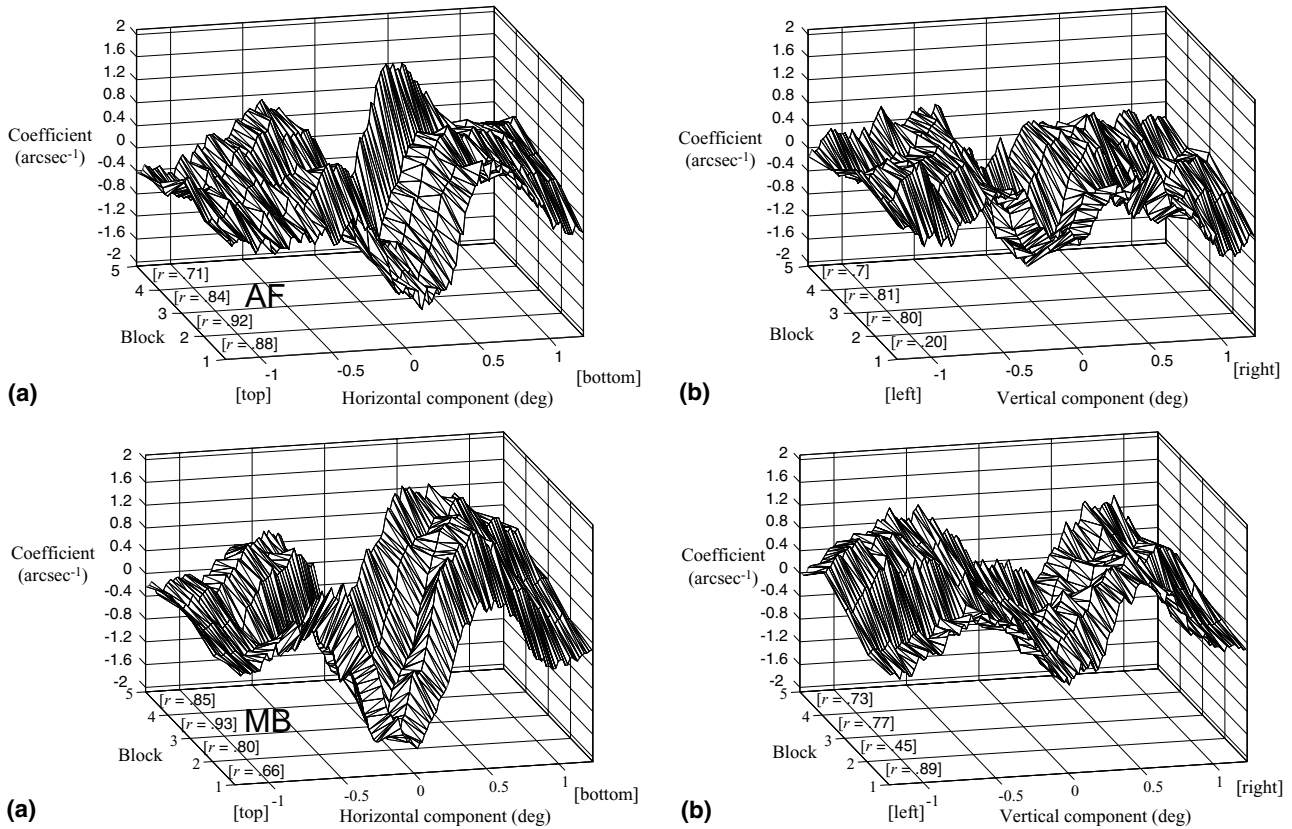 2
1.6
1.2
0.8
0.4
0
-0.4
-0.8
-1.2
-1.6
-2
Coefficient
(arcsec-1)
5
4
3
2
1
Block
[r = .71]
[r = .84]
[r = .92]
[r = .88]
AF
-1
-0.5
0
0.5
1
[top]
[bottom]
Horizontal component (deg)
(a)
2
1.6
1.2
0.8
0.4
0
-0.4
-0.8
-1.2
-1.6
-2
Coefficient
(arcsec-1)
5
4
3
2
1
Block
[r = .7]
[r = .81]
[r = .80]
[r = .20]
-1
-0.5
0
0.5
1
[left]
[right]
Vertical component (deg)
(b)
2
1.6
1.2
0.8
0.4
0
-0.4
-0.8
-1.2
-1.6
-2
Coefficient
(arcsec-1)
5
4
3
2
1
Block
[r = .85]
[r = .93]
[r = .80]
[r = .66]
MB
-1
-0.5
0
0.5
1
[top]
[bottom]
Horizontal component (deg)
(a)
2
1.6
1.2
0.8
0.4
0
-0.4
-0.8
-1.2
-1.6
-2
Coefficient
(arcsec-1)
5
4
3
2
1
Block
[r = .73]
[r = .77]
[r = .45]
[r = .89]
-1
-0.5
0
0.5
1
[left]
[right]
Vertical component (deg)
(b)